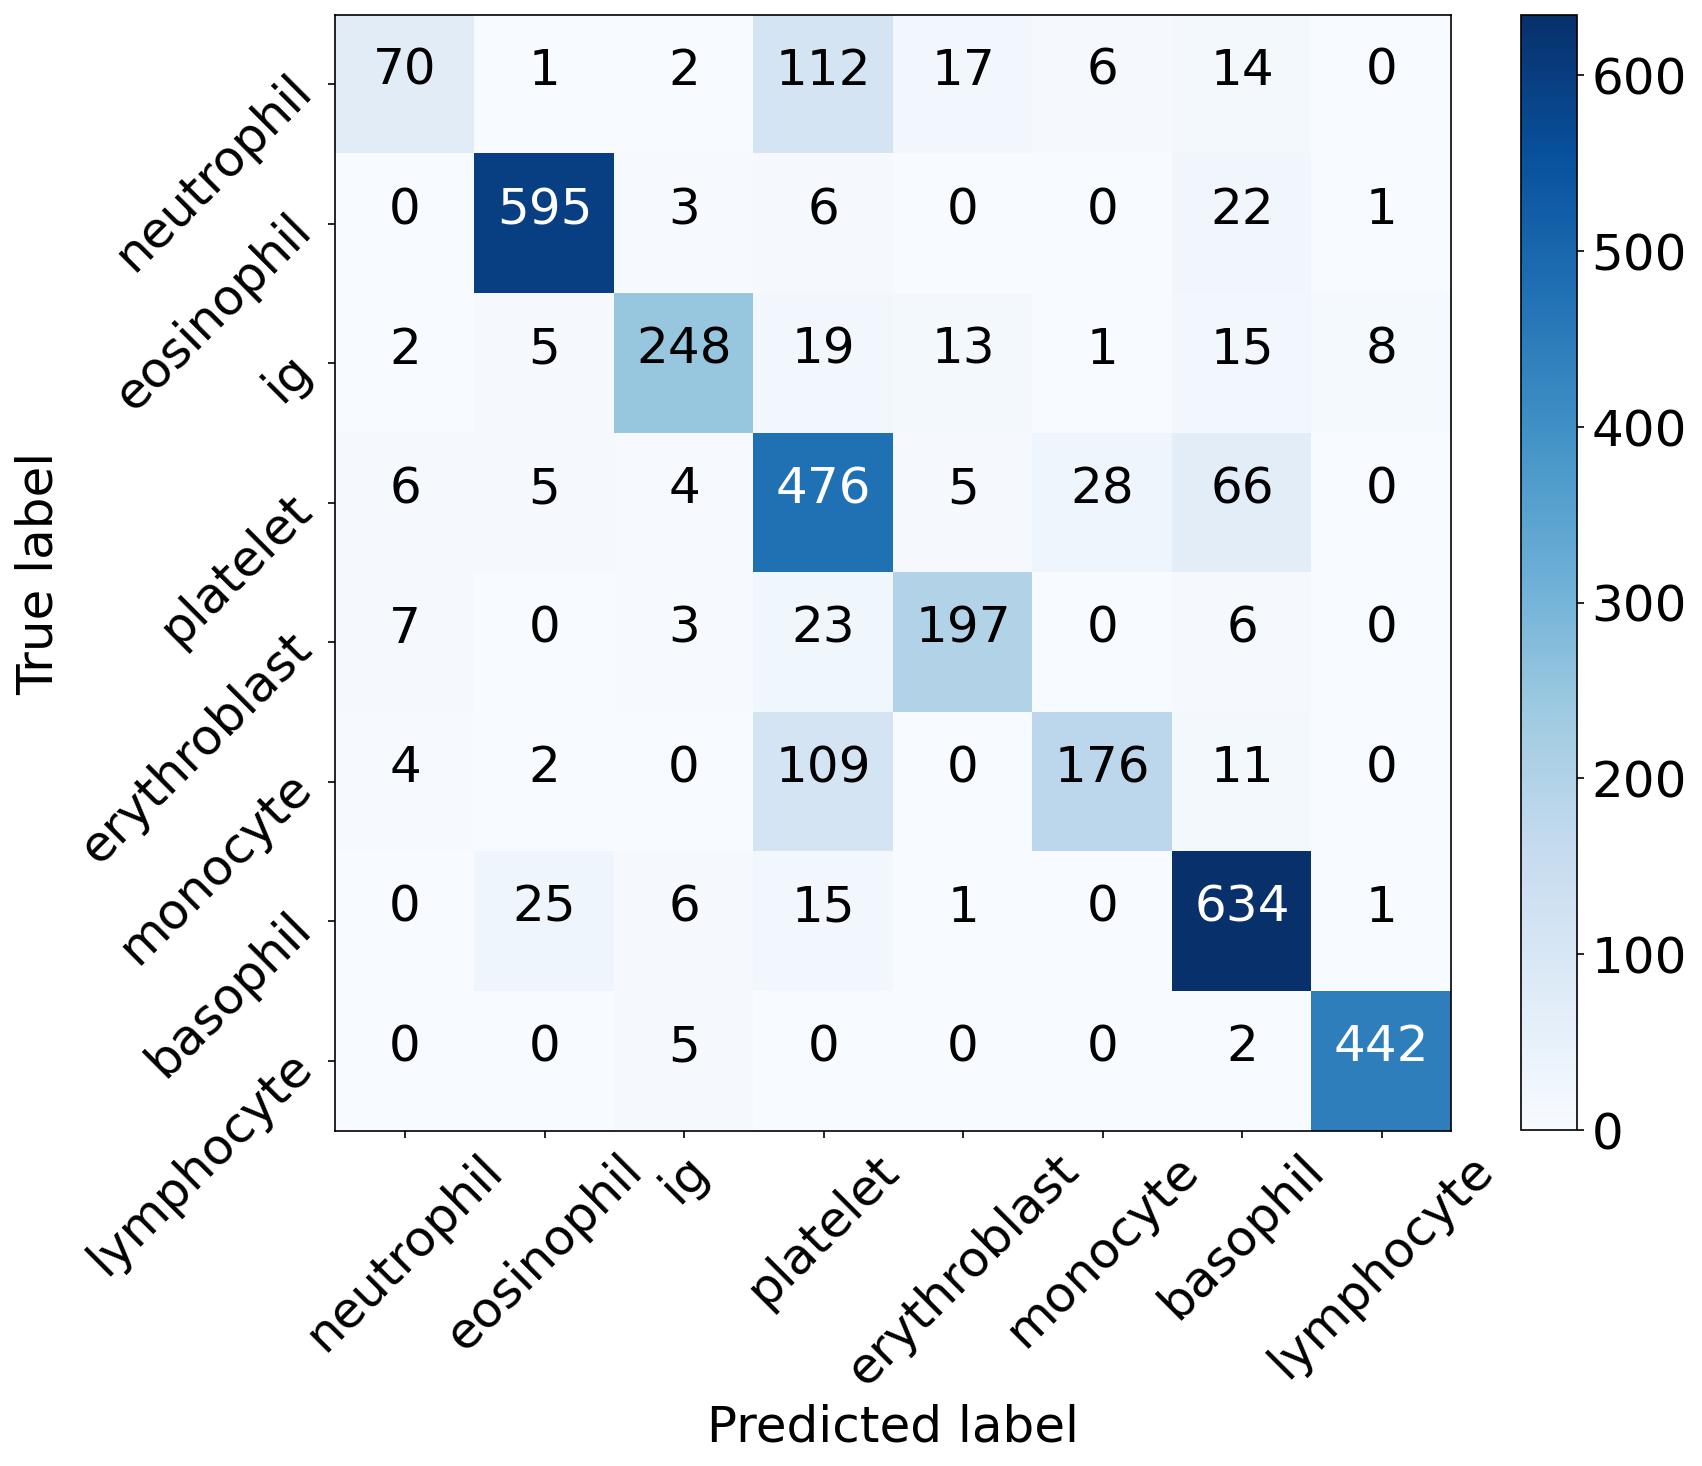 True label
neutrophil 70 1 2 112 17 6 14 0
eosinophil 0 595 3 6 0 0 22 1
ig 2 5 248 19 13 1 15 8
platelet 6 5 4 476 5 28 66 0
erythroblast 7 0 3 23 197 0 6 0
monocyte 4 2 0 109 0 176 11 0
basophil 0 25 6 15 1 0 634 1
lymphocyte 0 0 5 0 0 0 2 442
neutrophil eosinophil ig platelet erythroblast monocyte basophil lymphocyte
Predicted label
600
500
400
300
200
100
0